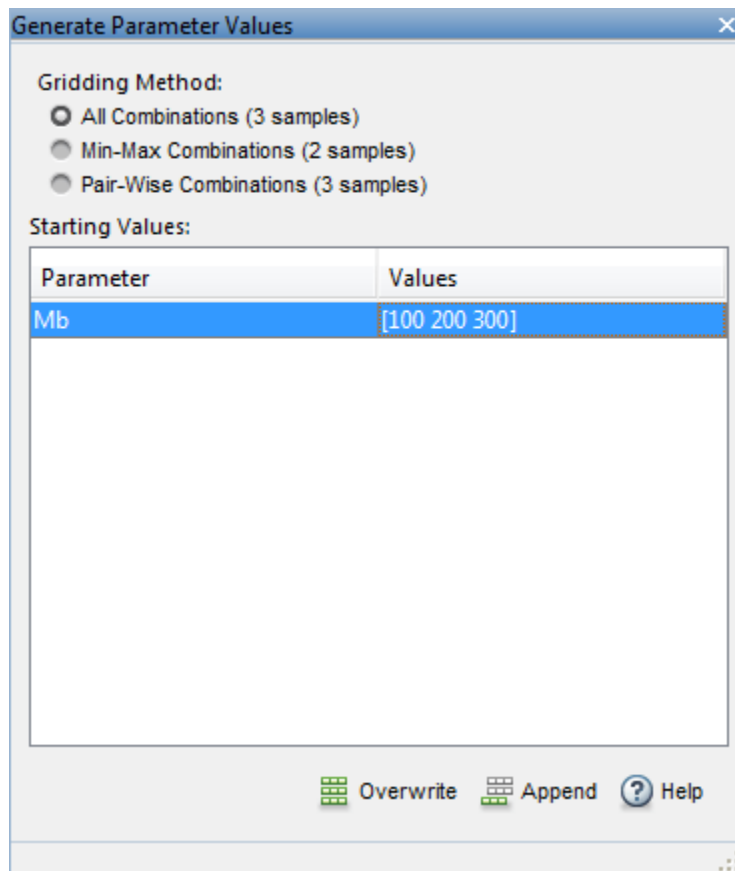 Generate Parameter Values
Gridding Method:
All Combinations (3 samples)
Min-Max Combinations (2 samples)
Pair-Wise Combinations (3 samples)
Starting Values:
Parameter Values
Mb [100 200 300]
Overwrite Append Help